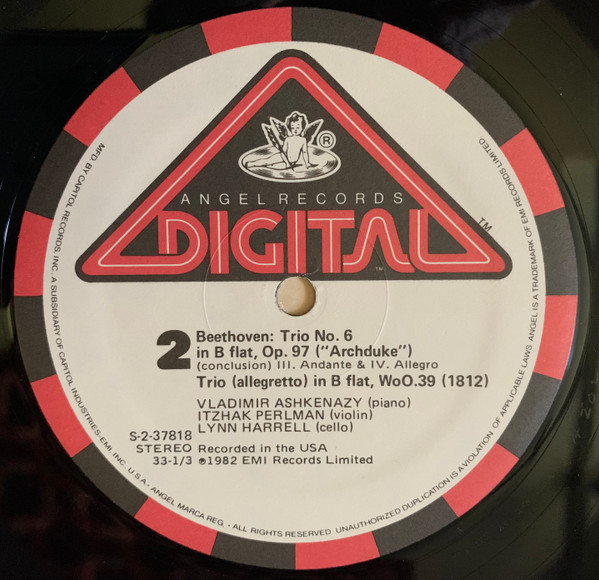 ®
ANGEL RECORDS
DIGITAL
TM
2
Beethoven: Trio No. 6
in B flat, Op. 97 ("Archduke")
(conclusion) III. Andante & IV. Allegro
Trio (allegretto) in B flat, WoO.39 (1812)
VLADIMIR ASHKENAZY (piano)
ITZHAK PERLMAN (violin)
LYNN HARRELL (cello)
S-2-37818
STEREO Recorded in the USA
33-1/3 ℗1982 EMI Records Limited
MFD BY CAPITOL RECORDS, INC. A SUBSIDIARY OF CAPITOL INDUSTRIES-EMI, INC. U.S.A. • ANGEL MARCA REG. • ALL RIGHTS RESERVED. UNAUTHORIZED DUPLICATION IS A VIOLATION OF APPLICABLE LAWS. ANGEL IS A TRADEMARK OF EMI RECORDS LIMITED